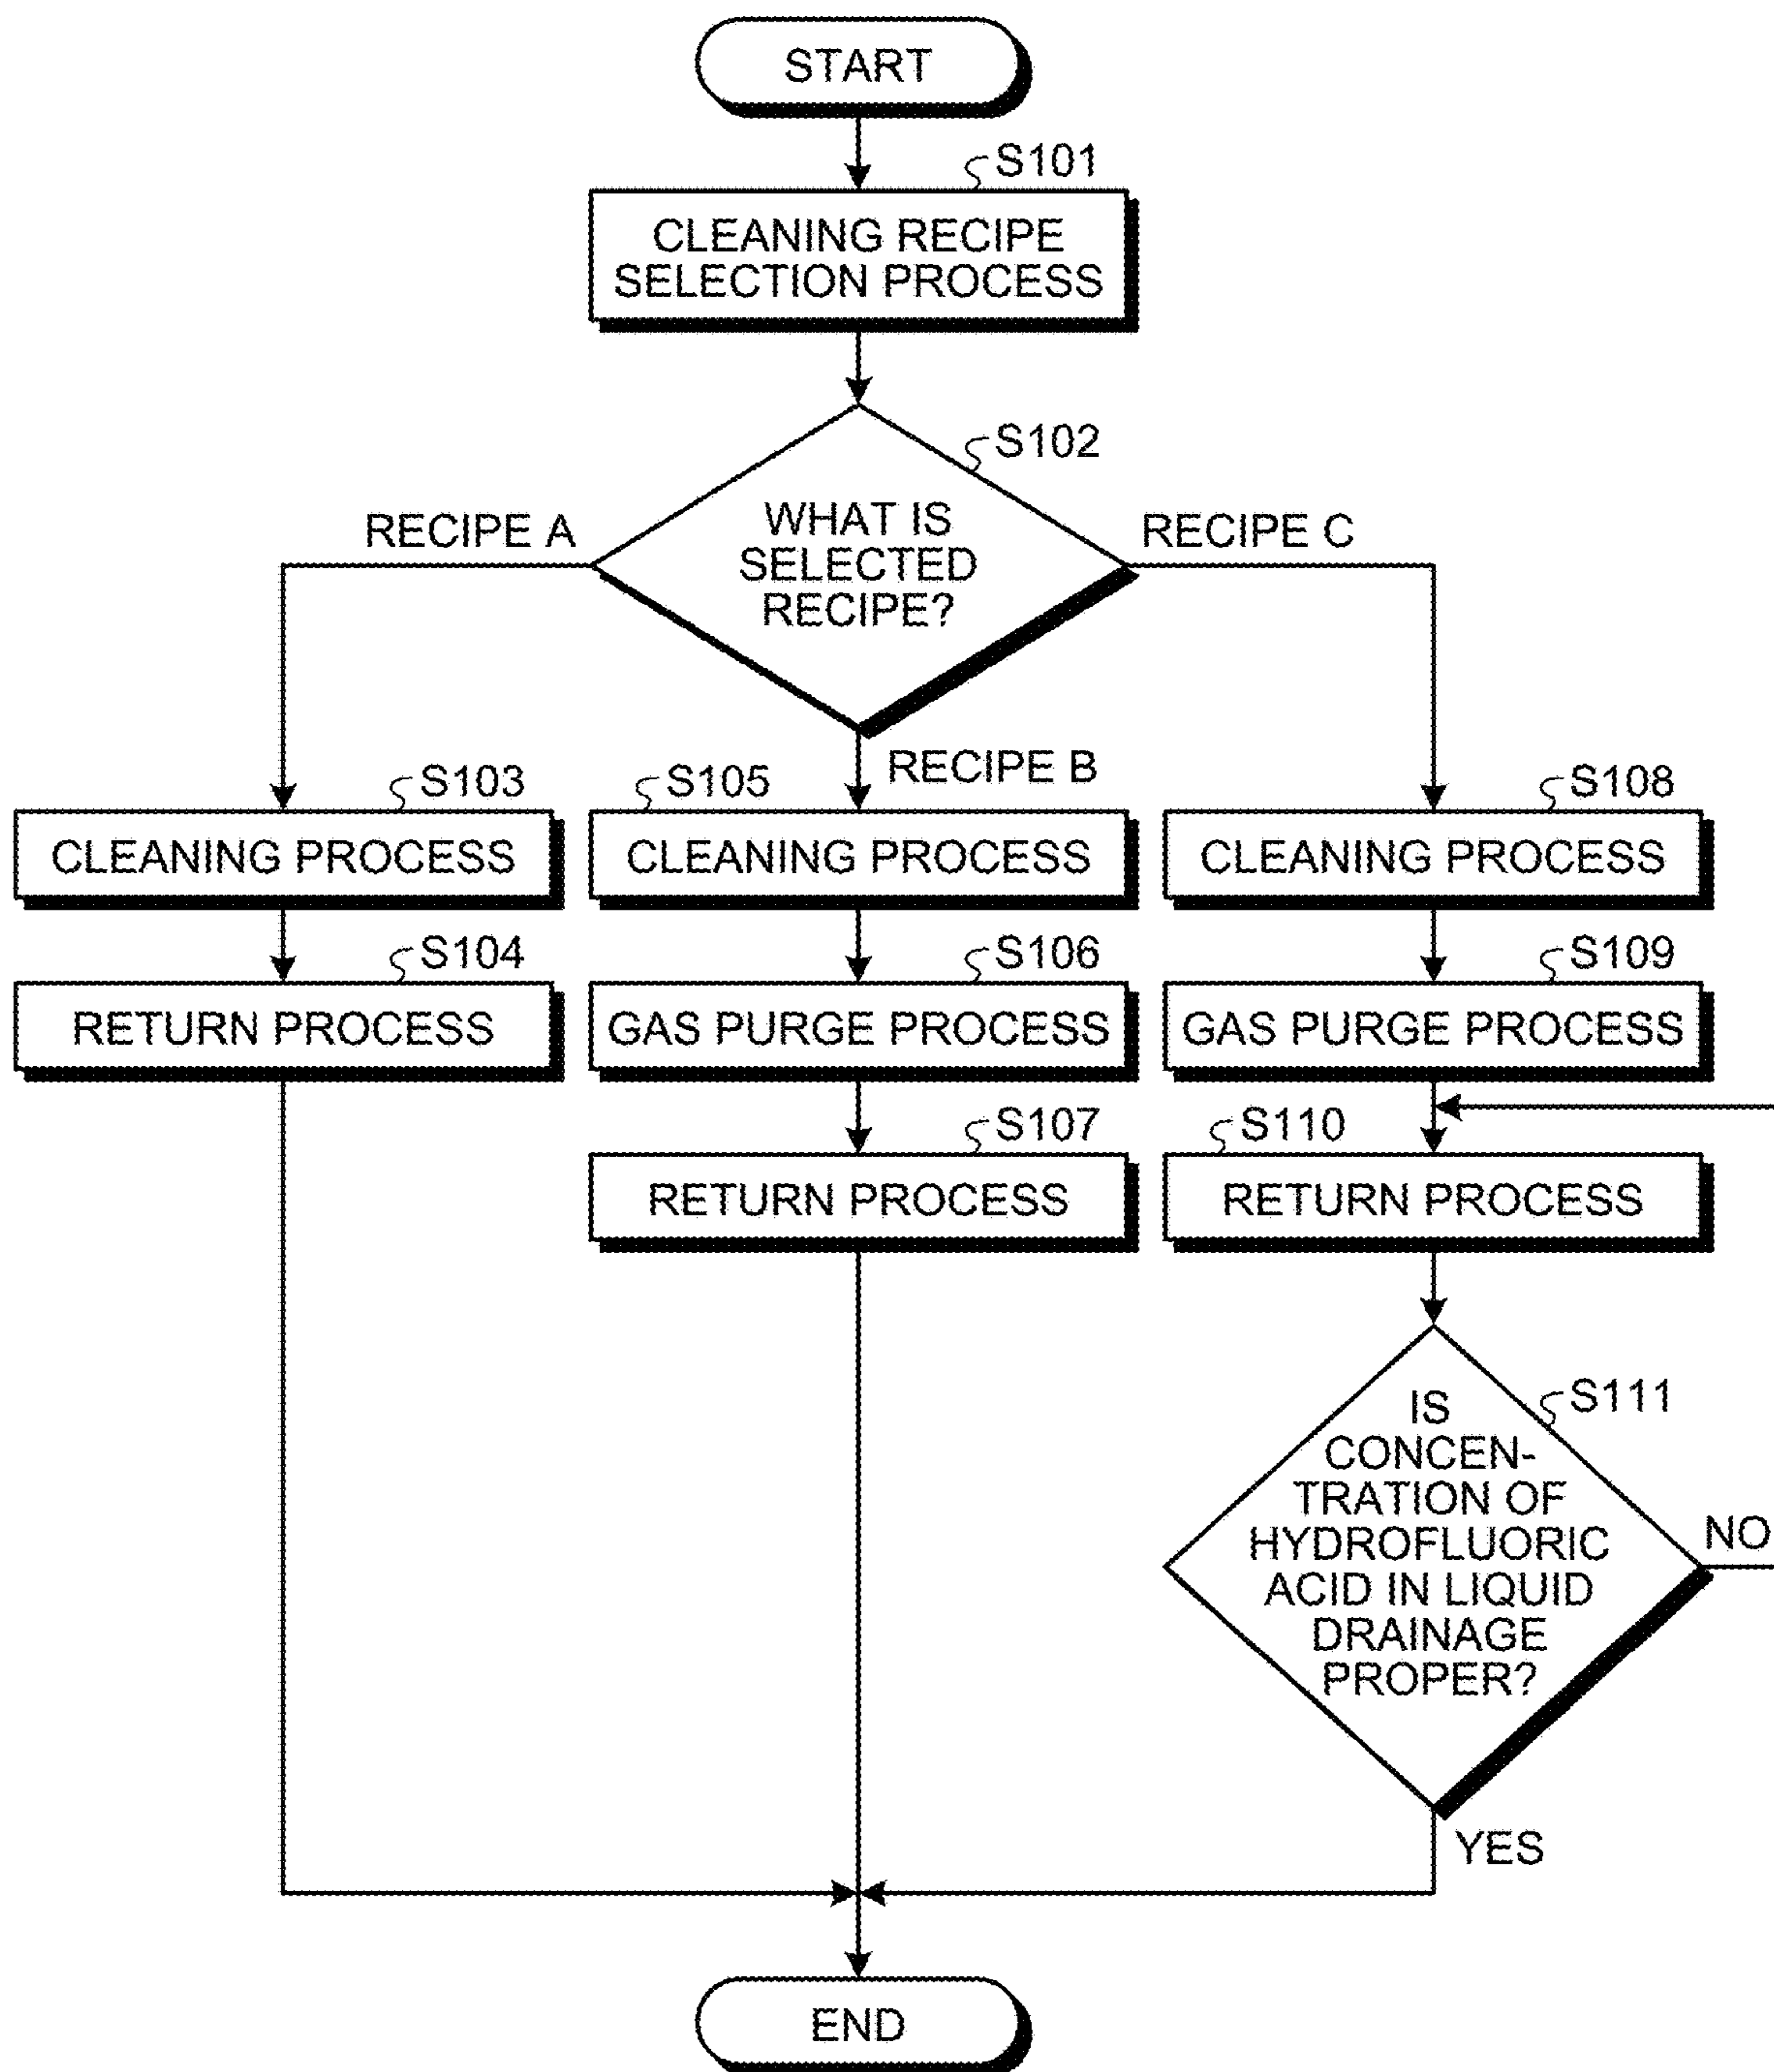 START
S101
CLEANING RECIPE
SELECTION PROCESS
S102
WHAT IS
SELECTED
RECIPE?
RECIPE A
RECIPE C
RECIPE B
S103
CLEANING PROCESS
S104
RETURN PROCESS
S105
CLEANING PROCESS
S106
GAS PURGE PROCESS
S107
RETURN PROCESS
S108
CLEANING PROCESS
S109
GAS PURGE PROCESS
S110
RETURN PROCESS
S111
IS
CONCEN-
TRATION OF
HYDROFLUORIC
ACID IN LIQUID
DRAINAGE
PROPER?
NO
YES
END